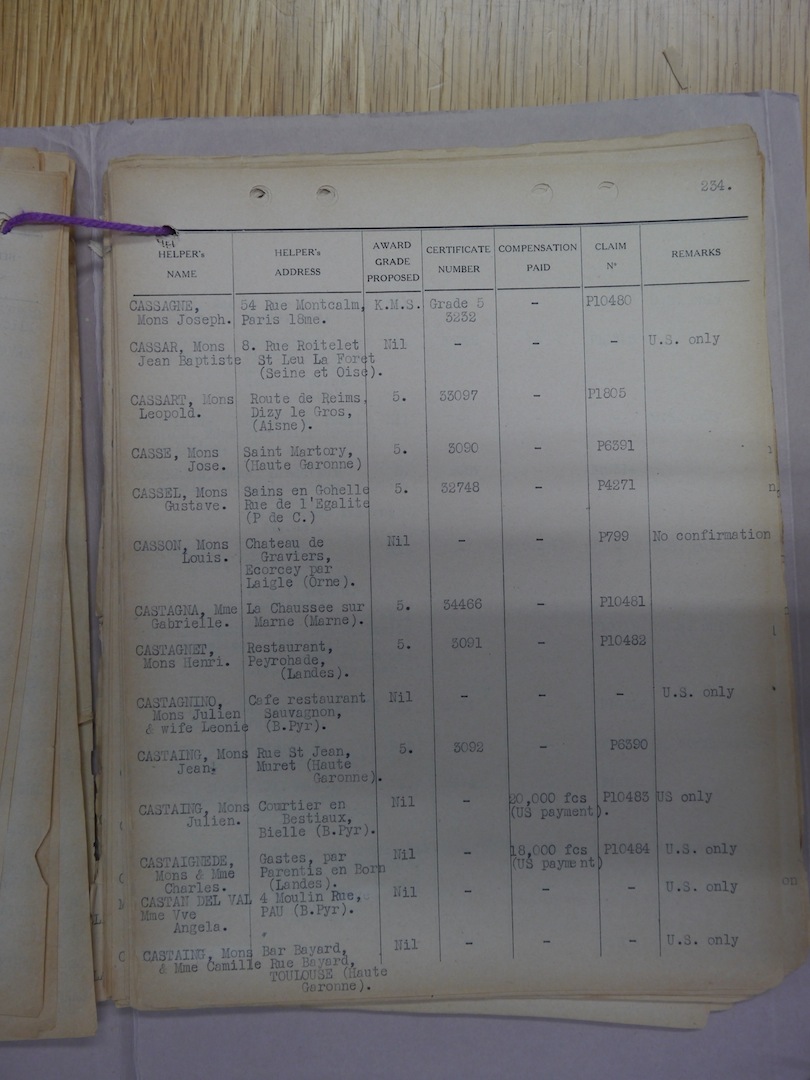 234.
HELPER's NAME | HELPER's ADDRESS | AWARD GRADE PROPOSED | CERTIFICATE NUMBER | COMPENSATION PAID | CLAIM Nº | REMARKS
CASSAGNE, 54 Rue Montcalm, K.M.S. Grade 5 - P10480
Mons Joseph. Paris 18me. 3232
CASSAR, Mons 8. Rue Roitelet Nil - - - U.S. only
Jean Baptiste St Leu La Foret
(Seine et Oise).
CASSART, Mons Route de Reims, 5. 33097 - P1805
Leopold. Dizy le Gros,
(Aisne).
CASSE, Mons Saint Martory, 5. 3090 - P6391
Jose. (Haute Garonne)
CASSEL, Mons Sains en Gohelle 5. 32748 - P4271
Gustave. Rue de l'Egalite
(P de C.)
CASSON, Mons Chateau de Nil - - P799 No confirmation
Louis. Graviers,
Ecorcey par
Laigle (Orne).
CASTAGNA, Mme La Chaussee sur 5. 34466 - P10481
Gabrielle. Marne (Marne).
CASTAGNET, Restaurant, 5. 3091 - P10482
Mons Henri. Peyrohade,
(Landes).
CASTAGNINO, Cafe restaurant Nil - - - U.S. only
Mons Julien Sauvagnon,
& wife Leonie (B.Pyr).
CASTAING, Mons Rue St Jean, 5. 3092 - P6390
Jean. Muret (Haute
Garonne).
CASTAING, Mons Courtier en Nil - 20,000 fcs P10483 US only
Julien. Bestiaux, (US payment).
Bielle (B.Pyr).
CASTAIGNEDE, Gastes, par Nil - 18,000 fcs P10484 U.S. only
Mons & Mme Parentis en Born (US payment)
Charles. (Landes).
CASTAN DEL VAL 4 Moulin Rue, Nil - - - U.S. only
Mme Vve PAU (B.Pyr).
Angela.
CASTAING, Mons Bar Bayard, Nil - - - U.S. only
& Mme Camille Rue Bayard,
TOULOUSE (Haute
Garonne).